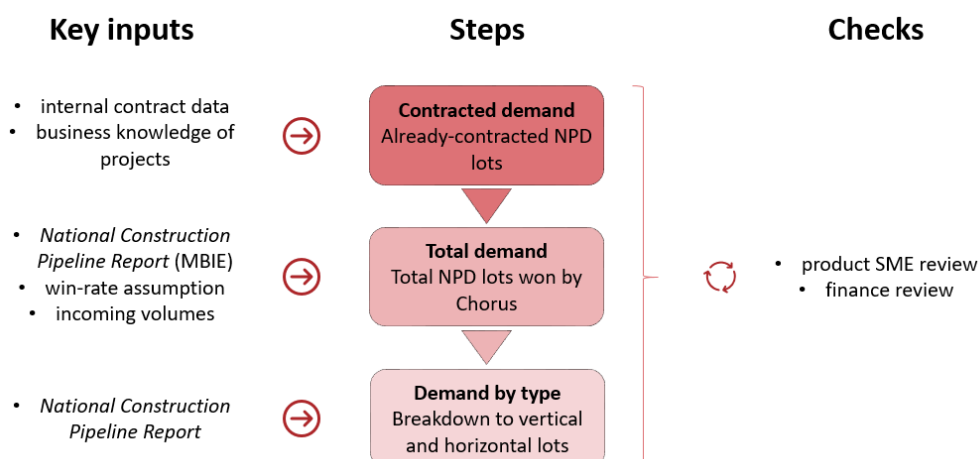 Key inputs
Steps
Checks
• internal contract data
• business knowledge of
projects
Contracted demand
Already-contracted NPD
lots
• National Construction
Pipeline Report (MBIE)
• win-rate assumption
• incoming volumes
Total demand
Total NPD lots won by
Chorus
• product SME review
• finance review
• National Construction
Pipeline Report
Demand by type
Breakdown to vertical
and horizontal lots